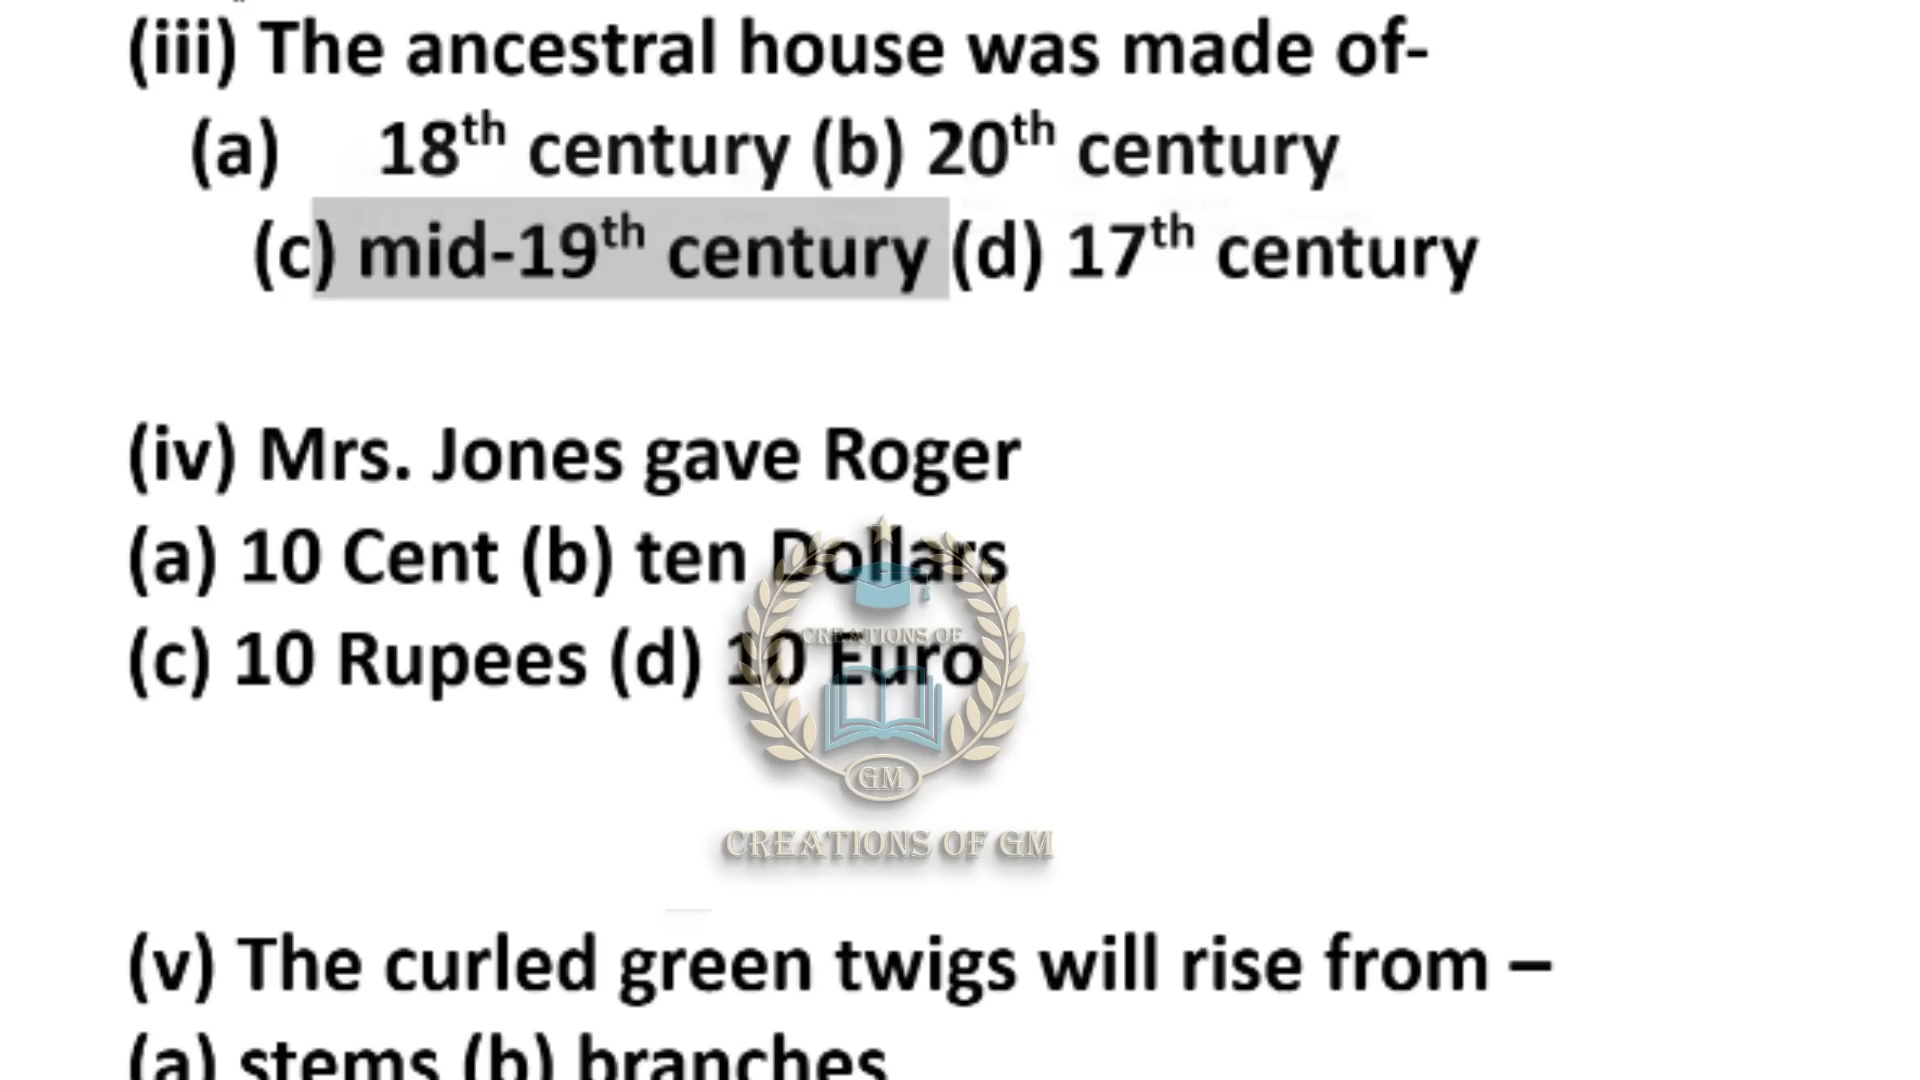 (iii) The ancestral house was made of-
(a) 18th century (b) 20th century
(c) mid-19th century (d) 17th century
(iv) Mrs. Jones gave Roger
(a) 10 Cent (b) ten Dollars
(c) 10 Rupees (d) 10 Euro
CREATIONS OF
GM
CREATIONS OF GM
(v) The curled green twigs will rise from –
(a) stems (b) branches